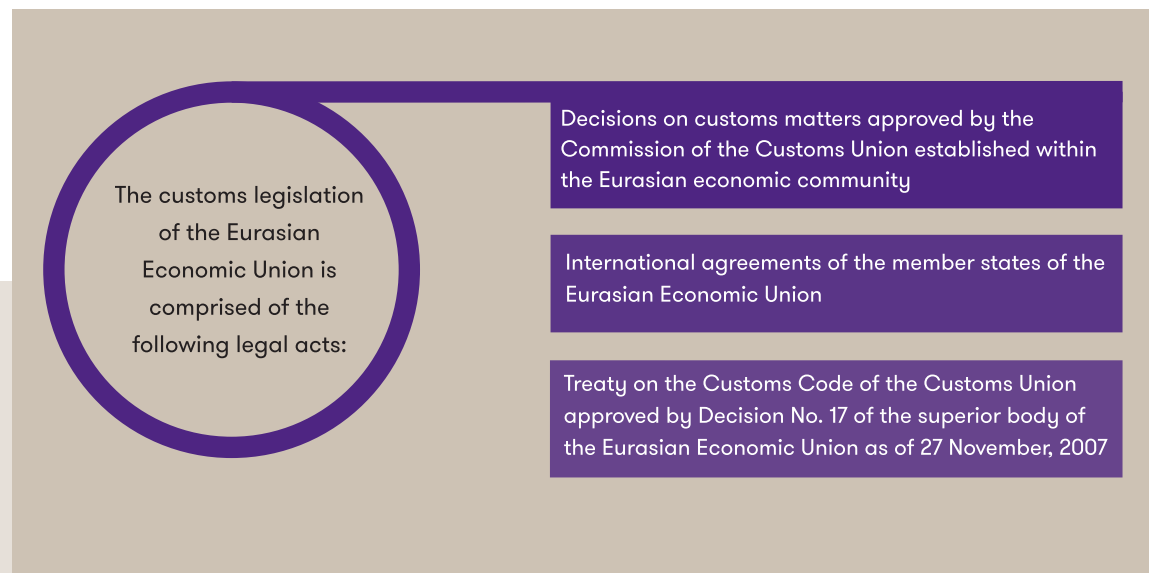 The customs legislation
of the Eurasian
Economic Union is
comprised of the
following legal acts:
Decisions on customs matters approved by the
Commission of the Customs Union established within
the Eurasian economic community
International agreements of the member states of the
Eurasian Economic Union
Treaty on the Customs Code of the Customs Union
approved by Decision No. 17 of the superior body of
the Eurasian Economic Union as of 27 November, 2007